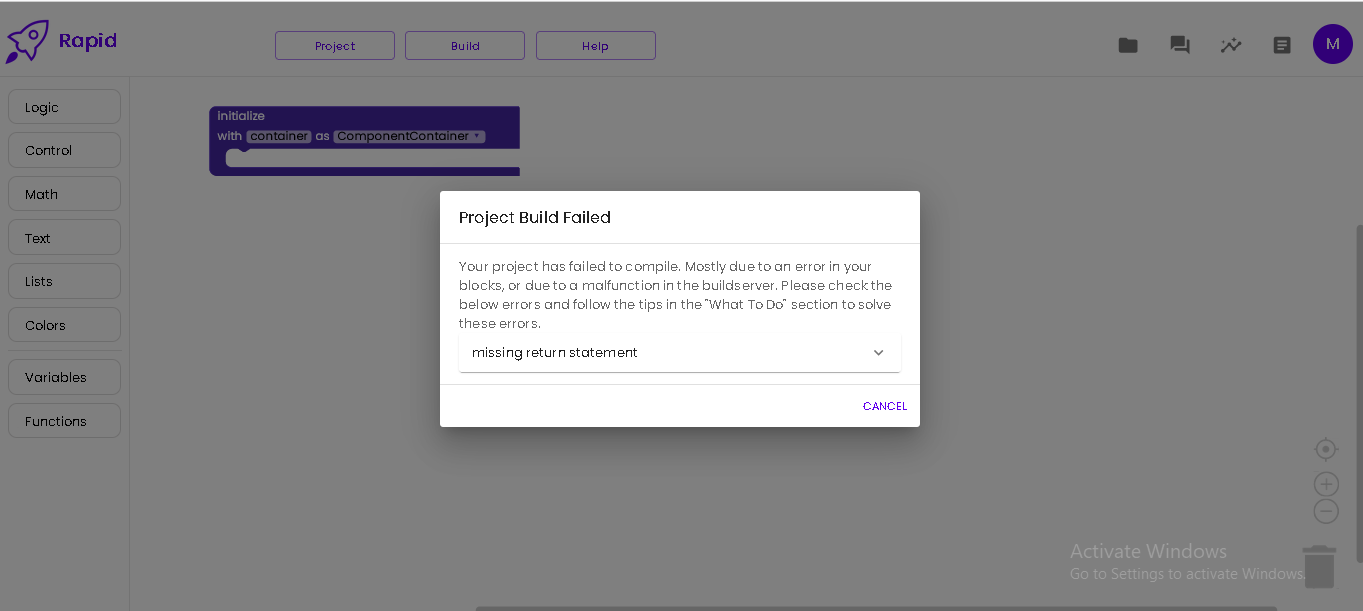 Rapid
Project
Build
Help
M
Logic
Control
Math
Text
Lists
Colors
Variables
Functions
initialize
with container as ComponentContainer
Project Build Failed
Your project has failed to compile. Mostly due to an error in your
blocks, or due to a malfunction in the buildserver. Please check the
below errors and follow the tips in the "What To Do" section to solve
these errors.
missing return statement
CANCEL
Activate Windows
Go to Settings to activate Windows.